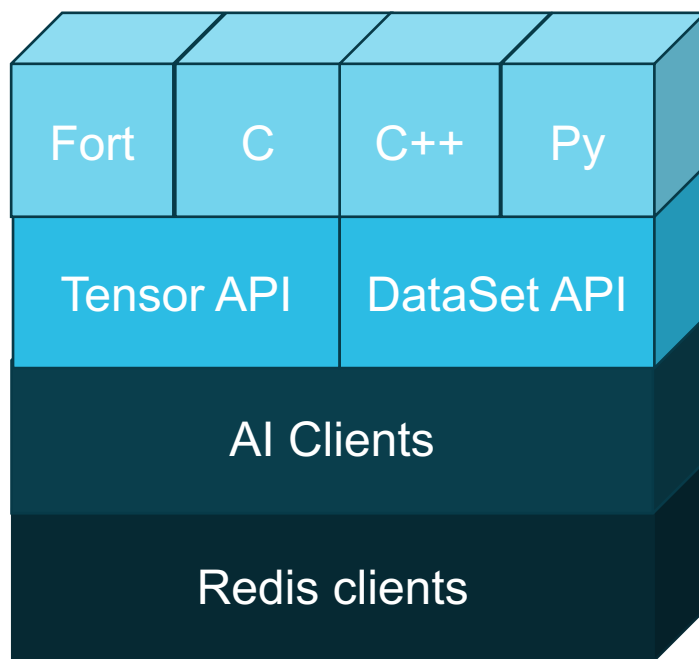 Fort
C
C++
Py
Tensor API
DataSet API
AI Clients
Redis clients